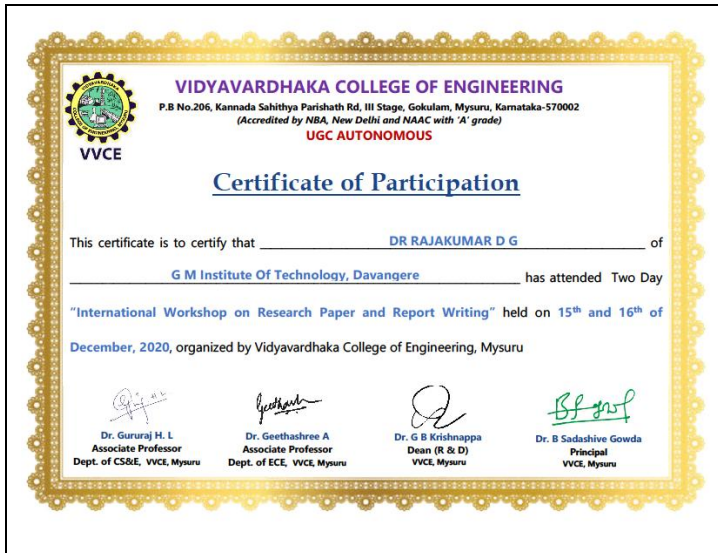 VIDYAVARDHAKA COLLEGE OF ENGINEERING
P.B No.206, Kannada Sahithya Parishath Rd, III Stage, Gokulam, Mysuru, Karnataka-570002
(Accredited by NBA, New Delhi and NAAC with 'A' grade)
UGC AUTONOMOUS
VVCE
Certificate of Participation
This certificate is to certify that DR RAJAKUMAR D G of
G M Institute Of Technology, Davangere has attended Two Day
"International Workshop on Research Paper and Report Writing" held on 15th and 16th of
December, 2020, organized by Vidyavardhaka College of Engineering, Mysuru
Dr. Gururaj H. L
Associate Professor
Dept. of CS&E, VVCE, Mysuru
Dr. Geethashree A
Associate Professor
Dept. of ECE, VVCE, Mysuru
Dr. G B Krishnappa
Dean (R & D)
VVCE, Mysuru
Dr. B Sadashive Gowda
Principal
VVCE, Mysuru